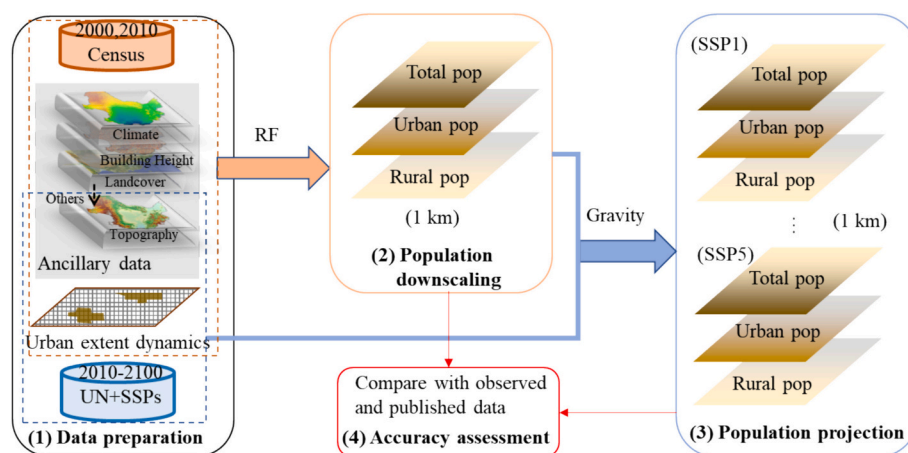 2000,2010
Census
Climate
Building Height
Landcover
Others
Topography
Ancillary data
Urban extent dynamics
2010-2100
UN+SSPs
(1) Data preparation
RF
Total pop
Urban pop
Rural pop
(1 km)
(2) Population
downscaling
Gravity
Compare with observed
and published data
(4) Accuracy assessment
(SSP1)
Total pop
Urban pop
Rural pop
⋮ (1 km)
(SSP5)
Total pop
Urban pop
Rural pop
(3) Population projection